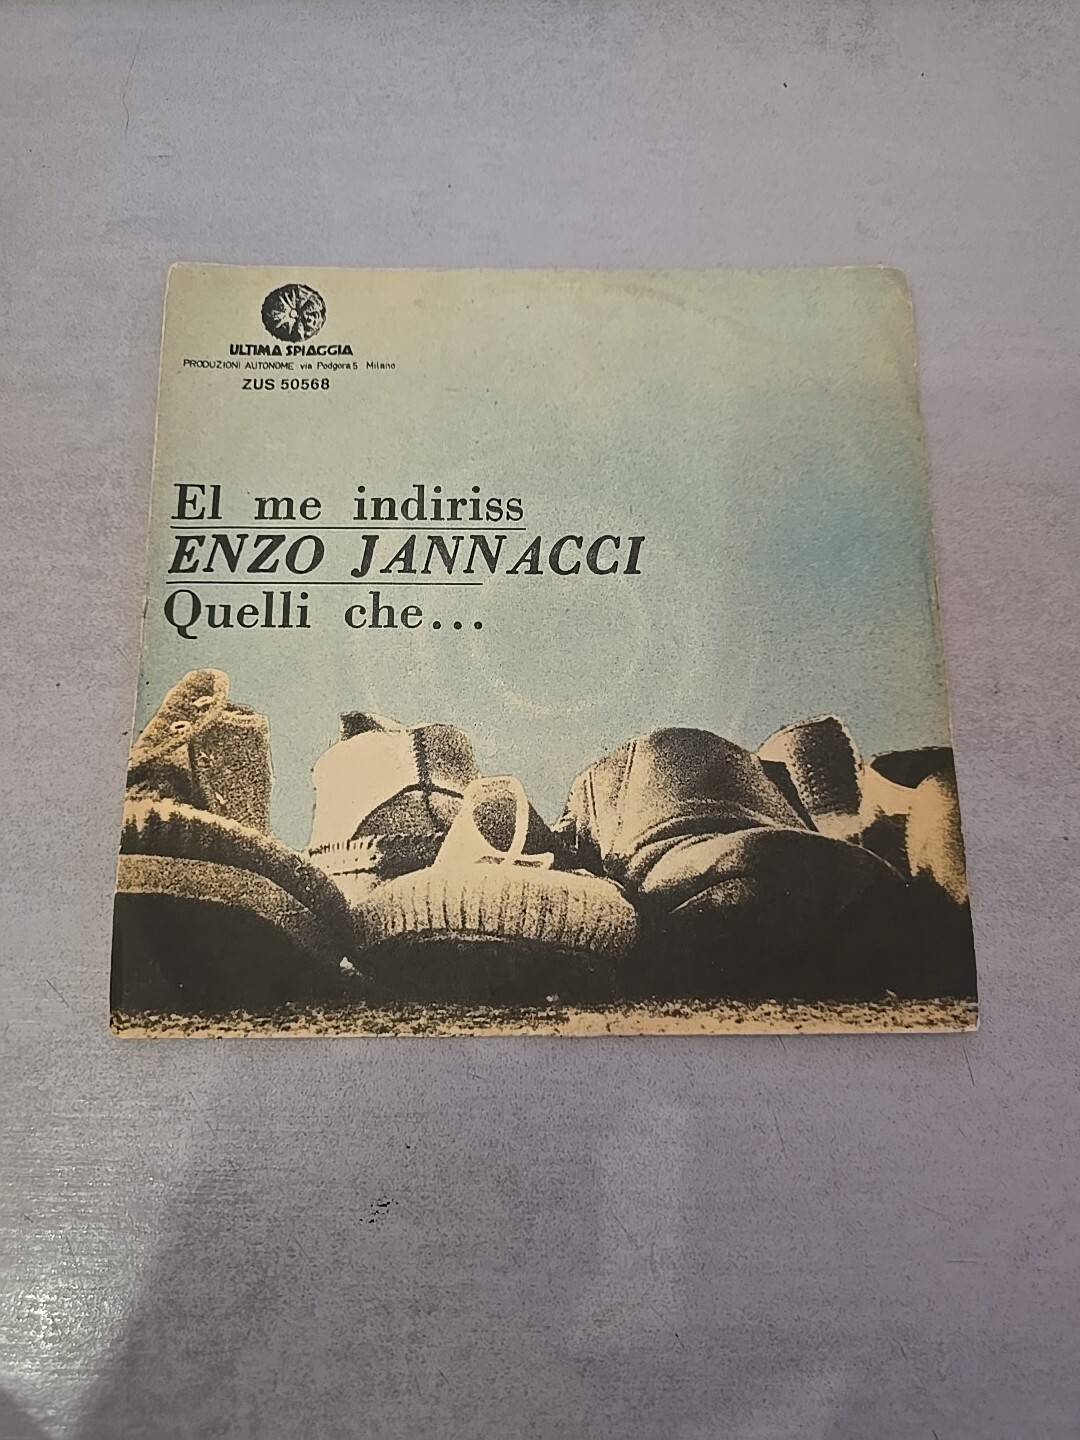 ULTIMA SPIAGGIA
PRODUZIONI AUTONOME via Podgora 5 Milano
ZUS 50568
El me indiriss
ENZO JANNACCI
Quelli che...